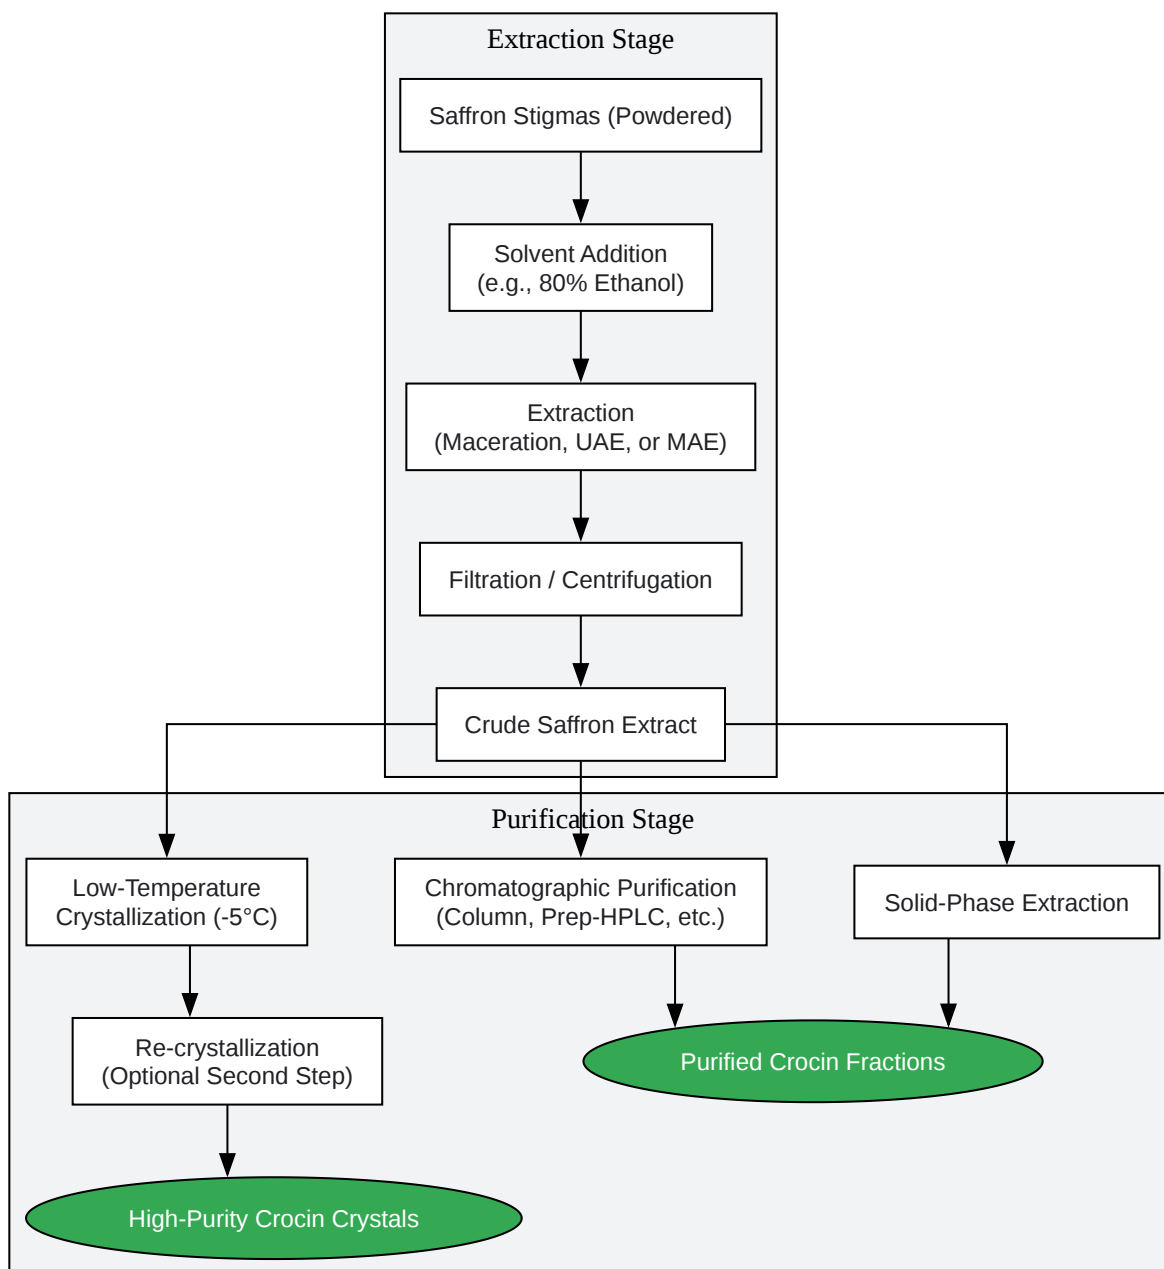 Extraction Stage
Saffron Stigmas (Powdered)
Solvent Addition
(e.g., 80% Ethanol)
Extraction
(Maceration, UAE, or MAE)
Filtration / Centrifugation
Crude Saffron Extract
Purification Stage
Low-Temperature
Crystallization (-5°C)
Chromatographic Purification
(Column, Prep-HPLC, etc.)
Solid-Phase Extraction
Re-crystallization
(Optional Second Step)
Purified Crocin Fractions
High-Purity Crocin Crystals